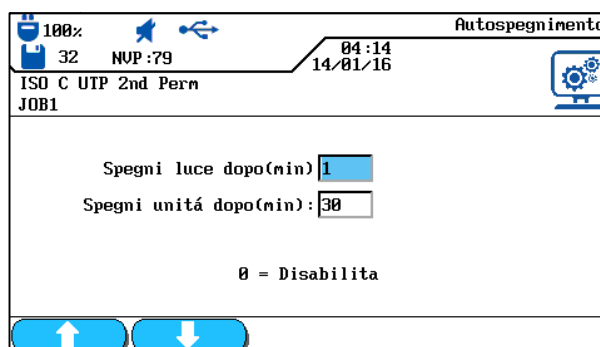 100% Autospegnimento
32 NVP:79 04:14
14/01/16
ISO C UTP 2nd Perm
JOB1
Spegni luce dopo(min) 1
Spegni unitá dopo(min): 30
0 = Disabilita